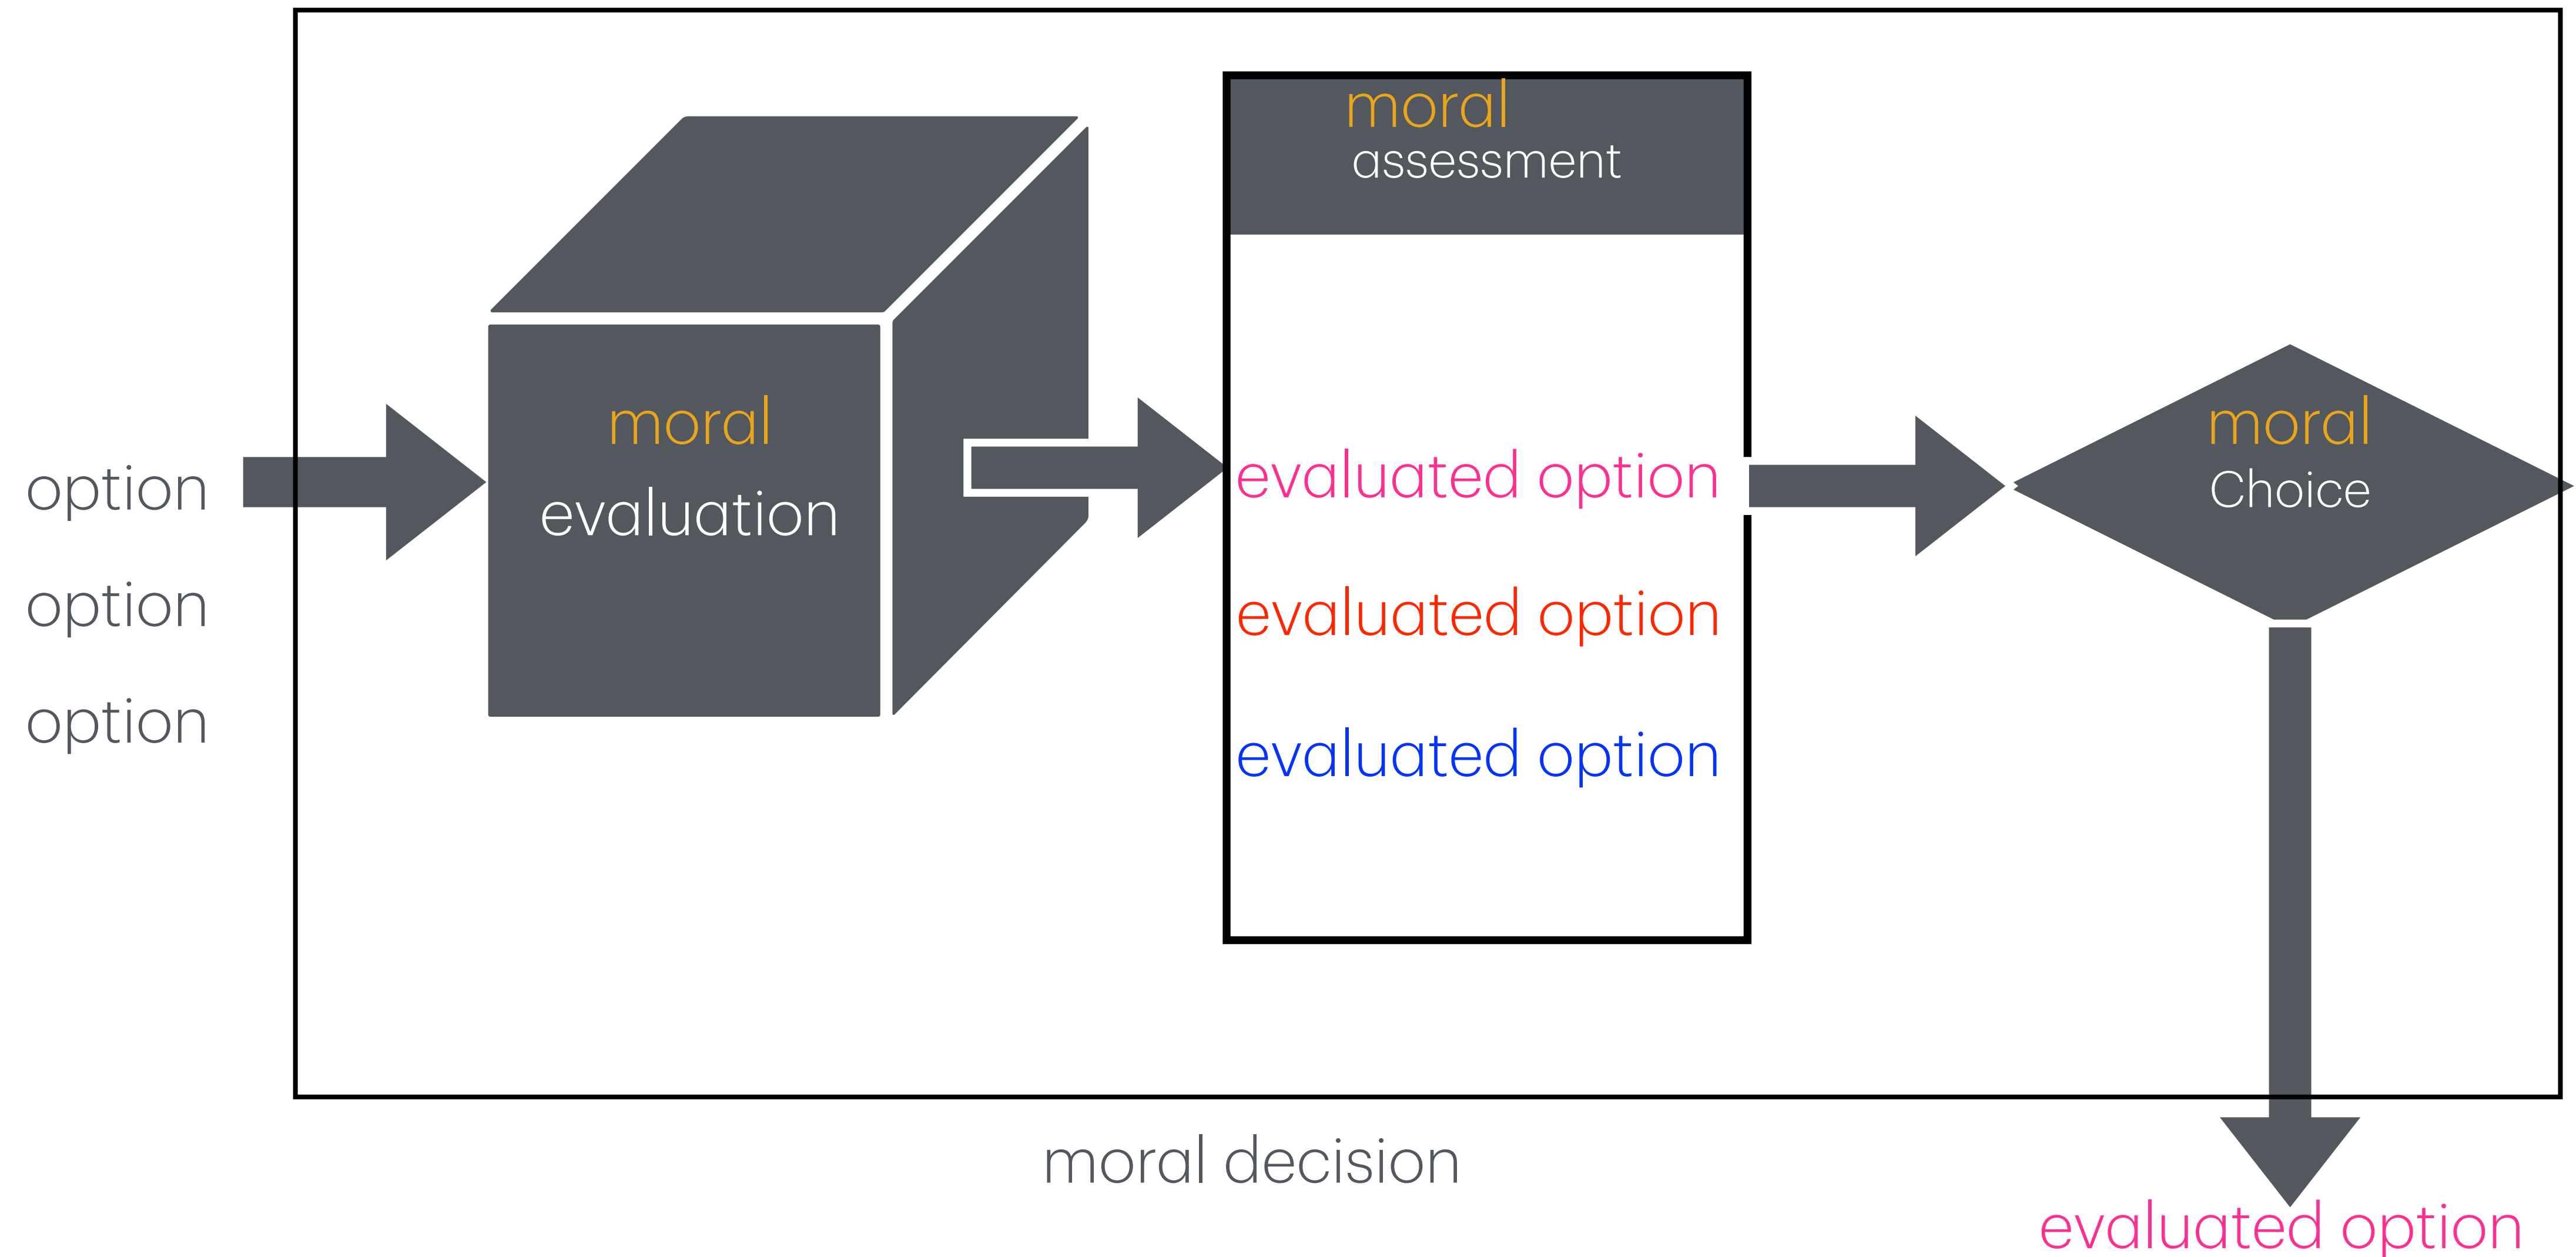 option
option
option
moral
evaluation
moral
assessment
evaluated option
evaluated option
evaluated option
moral
Choice
moral decision
evaluated option